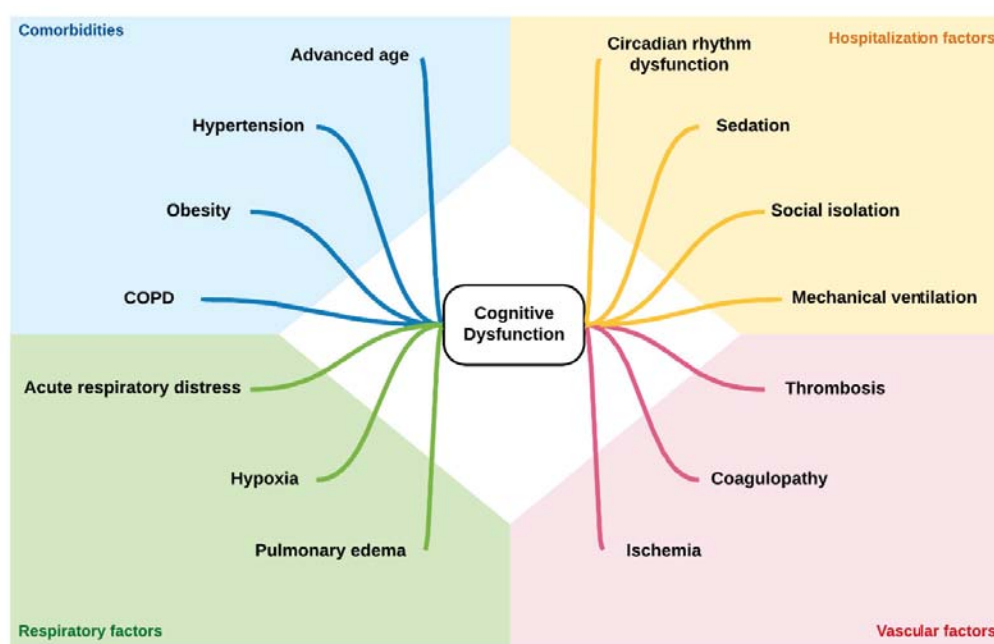 Comorbidities
Advanced age
Hypertension
Obesity
COPD
Hospitalization factors
Circadian rhythm
dysfunction
Sedation
Social isolation
Mechanical ventilation
Cognitive
Dysfunction
Acute respiratory distress
Hypoxia
Pulmonary edema
Respiratory factors
Thrombosis
Coagulopathy
Ischemia
Vascular factors